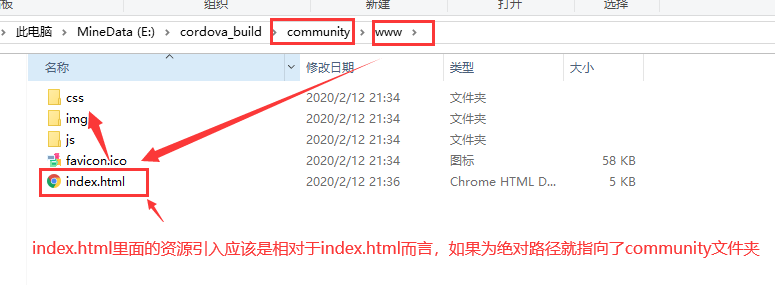 组织
新建
打开
选择
此电脑 > MineData (E:) > cordova_build > community > www >
名称 修改日期 类型 大小
css 2020/2/12 21:34 文件夹
img 2020/2/12 21:34 文件夹
js 2020/2/12 21:34 文件夹
favicon.ico 2020/2/12 21:34 图标 58 KB
index.html 2020/2/12 21:36 Chrome HTML D... 5 KB
index.html里面的资源引入应该是相对于index.html而言，如果为绝对路径就指向了community文件夹